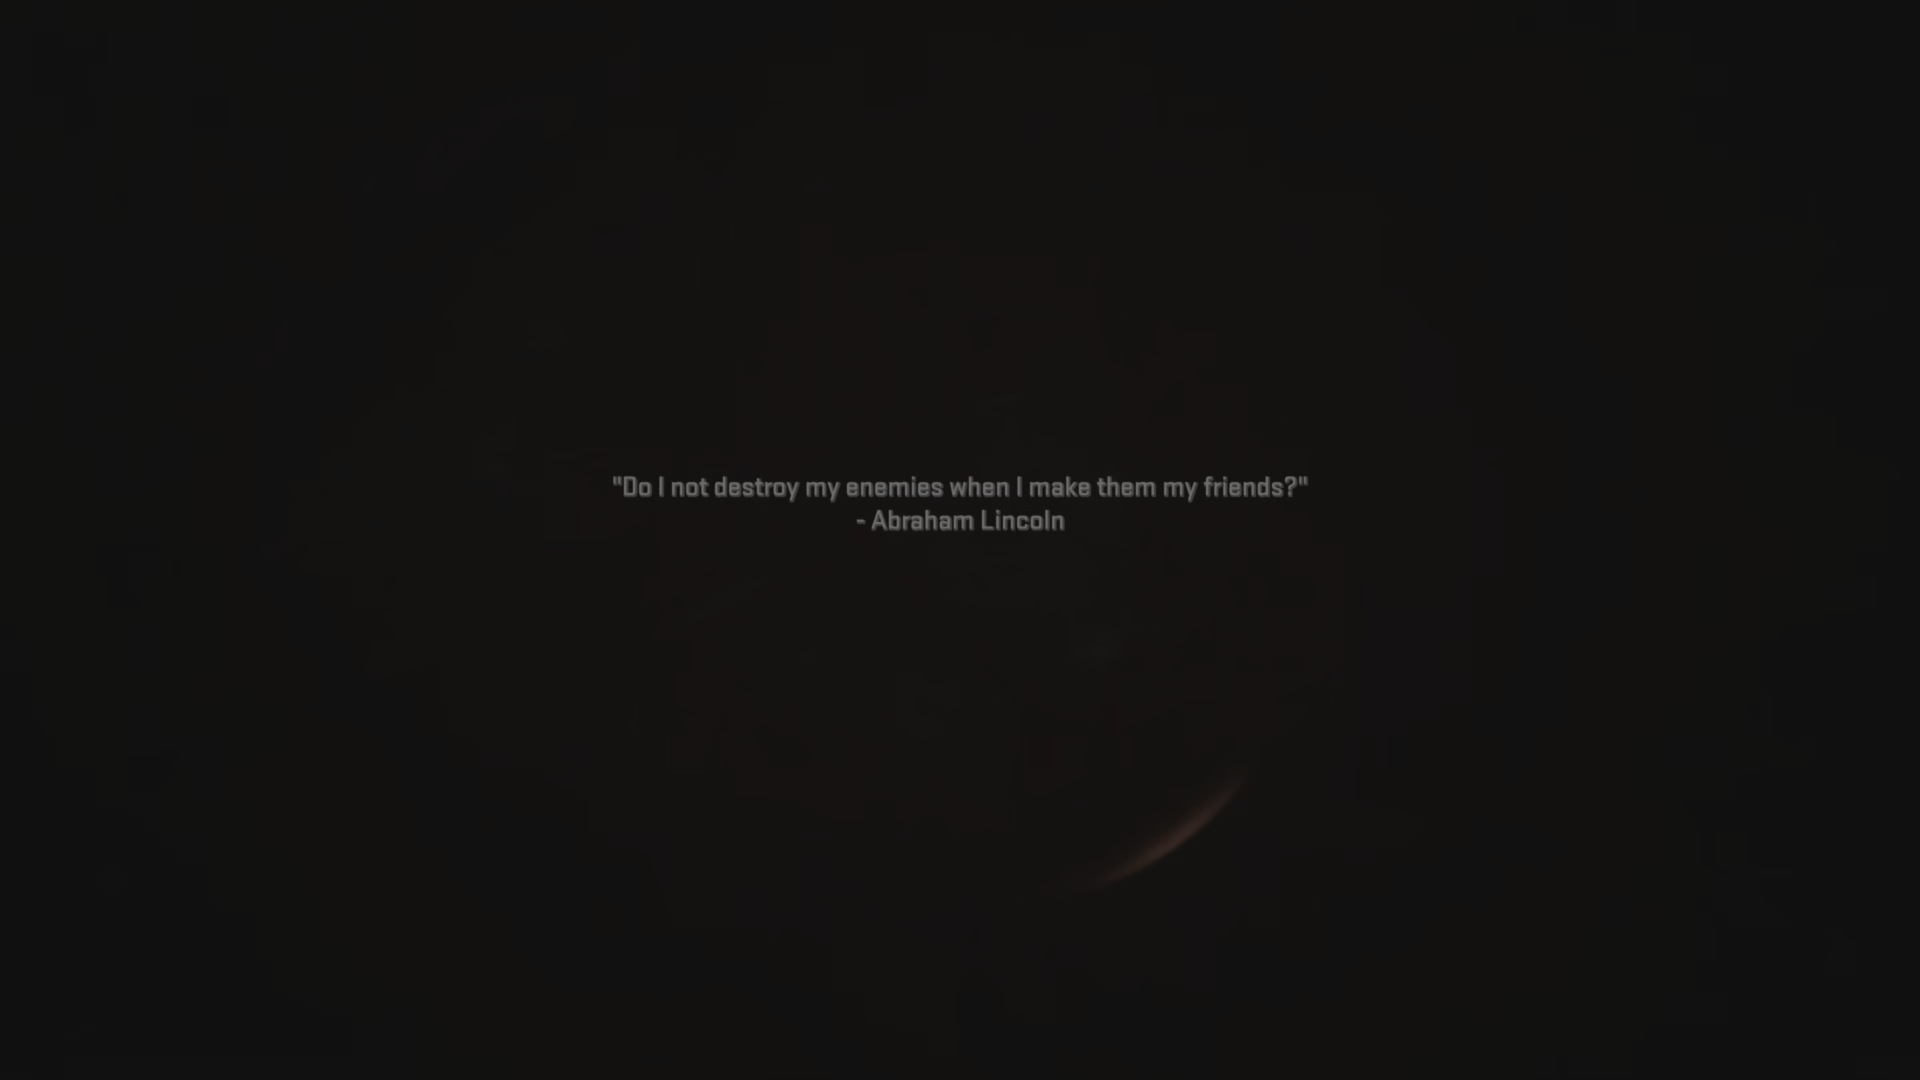 "Do I not destroy my enemies when I make them my friends?"
- Abraham Lincoln